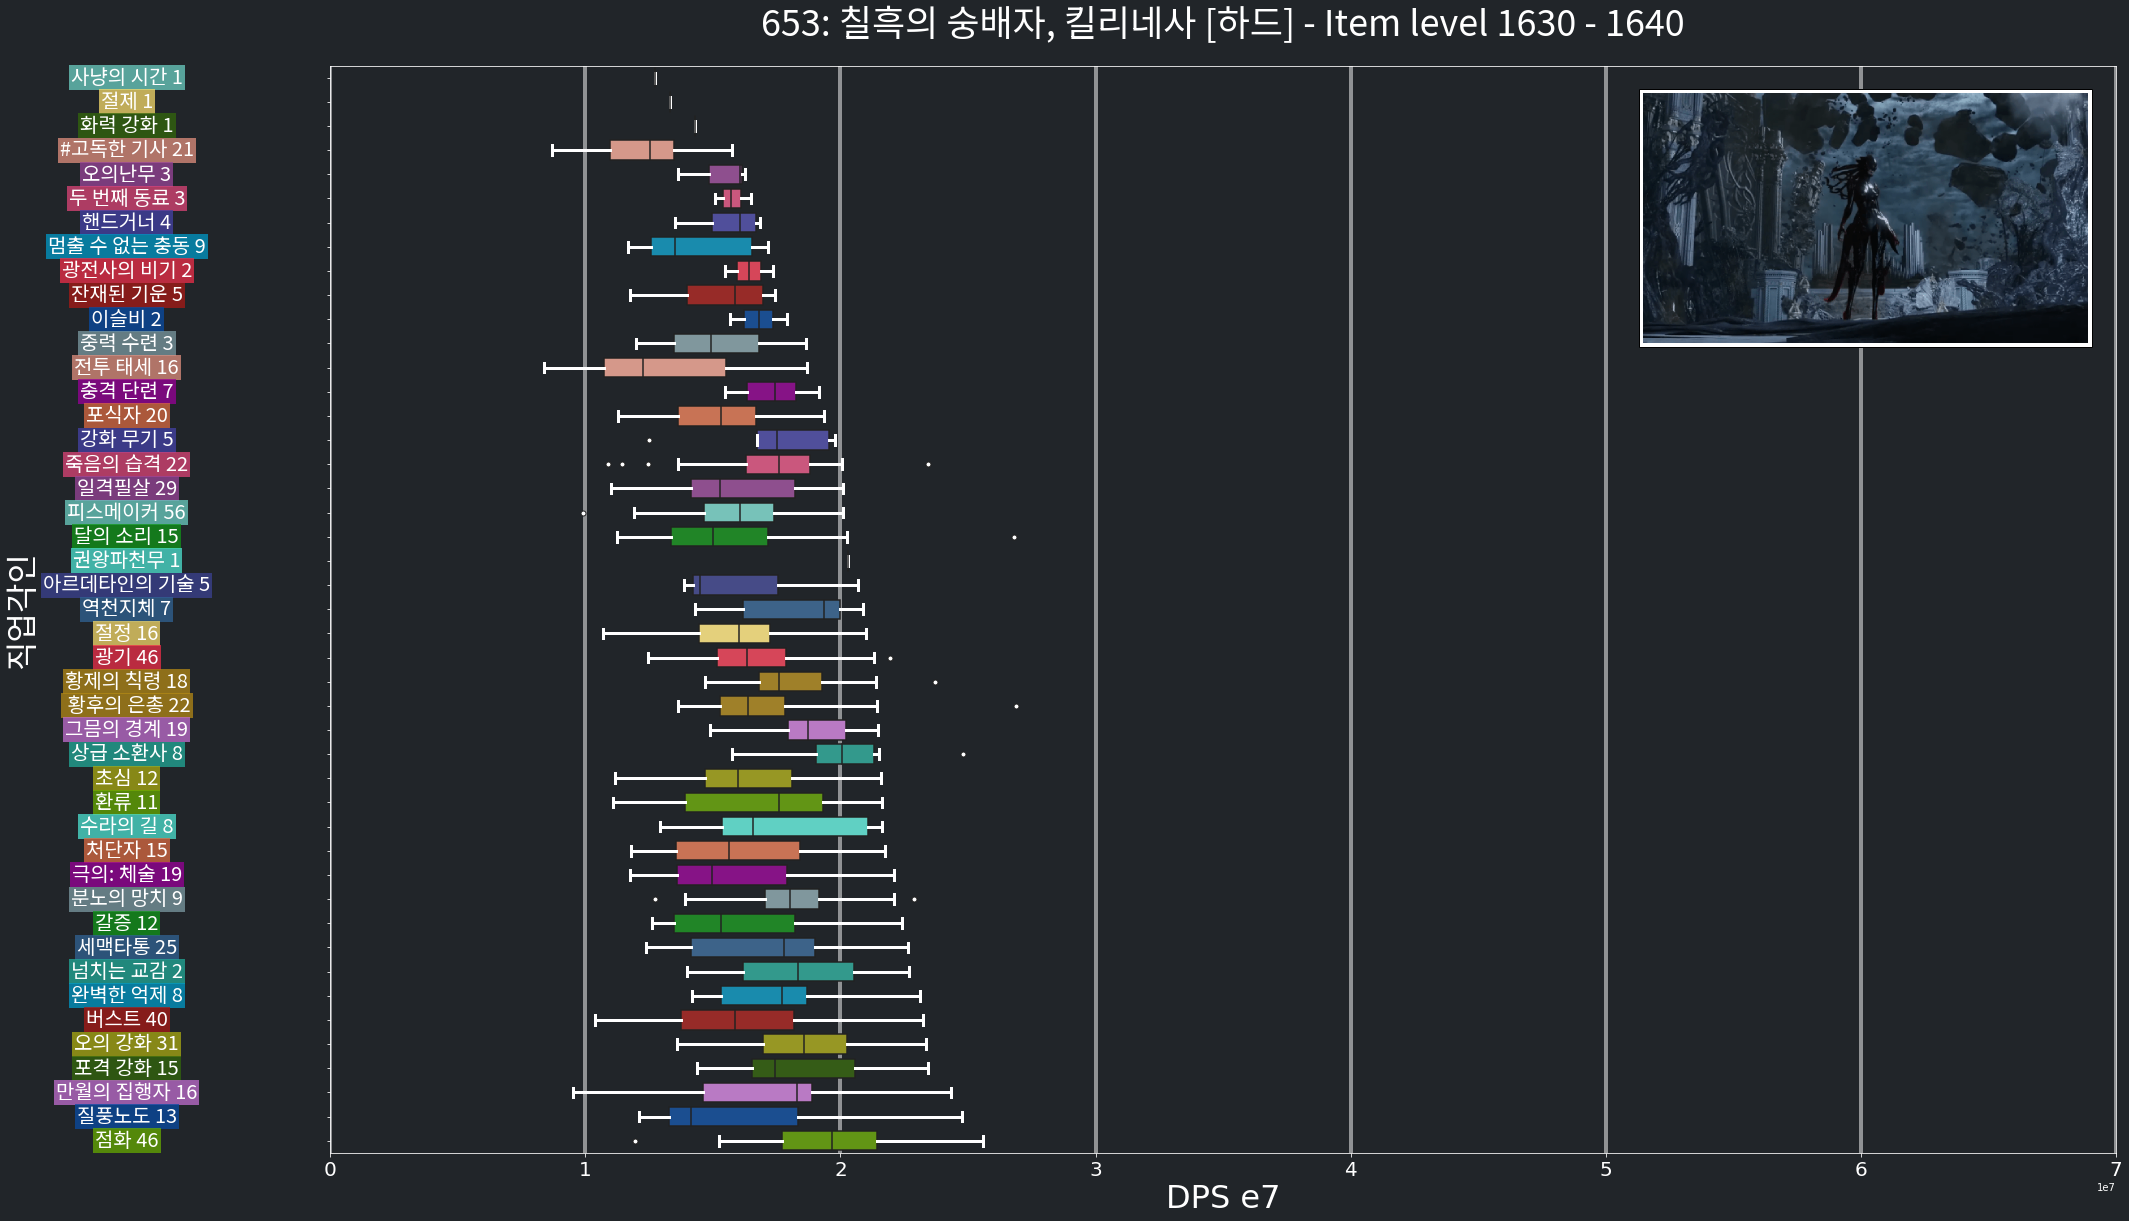 653: 칠흑의 숭배자, 킬리네사 [하드] - Item level 1630 - 1640
직업각인
사냥의 시간 1
절제 1
화력 강화 1
#고독한 기사 21
오의난무 3
두 번째 동료 3
핸드거너 4
멈출 수 없는 충동 9
광전사의 비기 2
잔재된 기운 5
이슬비 2
중력 수련 3
전투 태세 16
충격 단련 7
포식자 20
강화 무기 5
죽음의 습격 22
일격필살 29
피스메이커 56
달의 소리 15
권왕파천무 1
아르데타인의 기술 5
역천지체 7
절정 16
광기 46
황제의 칙령 18
황후의 은총 22
그믐의 경계 19
상급 소환사 8
초심 12
환류 11
수라의 길 8
처단자 15
극의: 체술 19
분노의 망치 9
갈증 12
세맥타통 25
넘치는 교감 2
완벽한 억제 8
버스트 40
오의 강화 31
포격 강화 15
만월의 집행자 16
질풍노도 13
점화 46
0 1 2 3 4 5 6 7
1e7
DPS e7